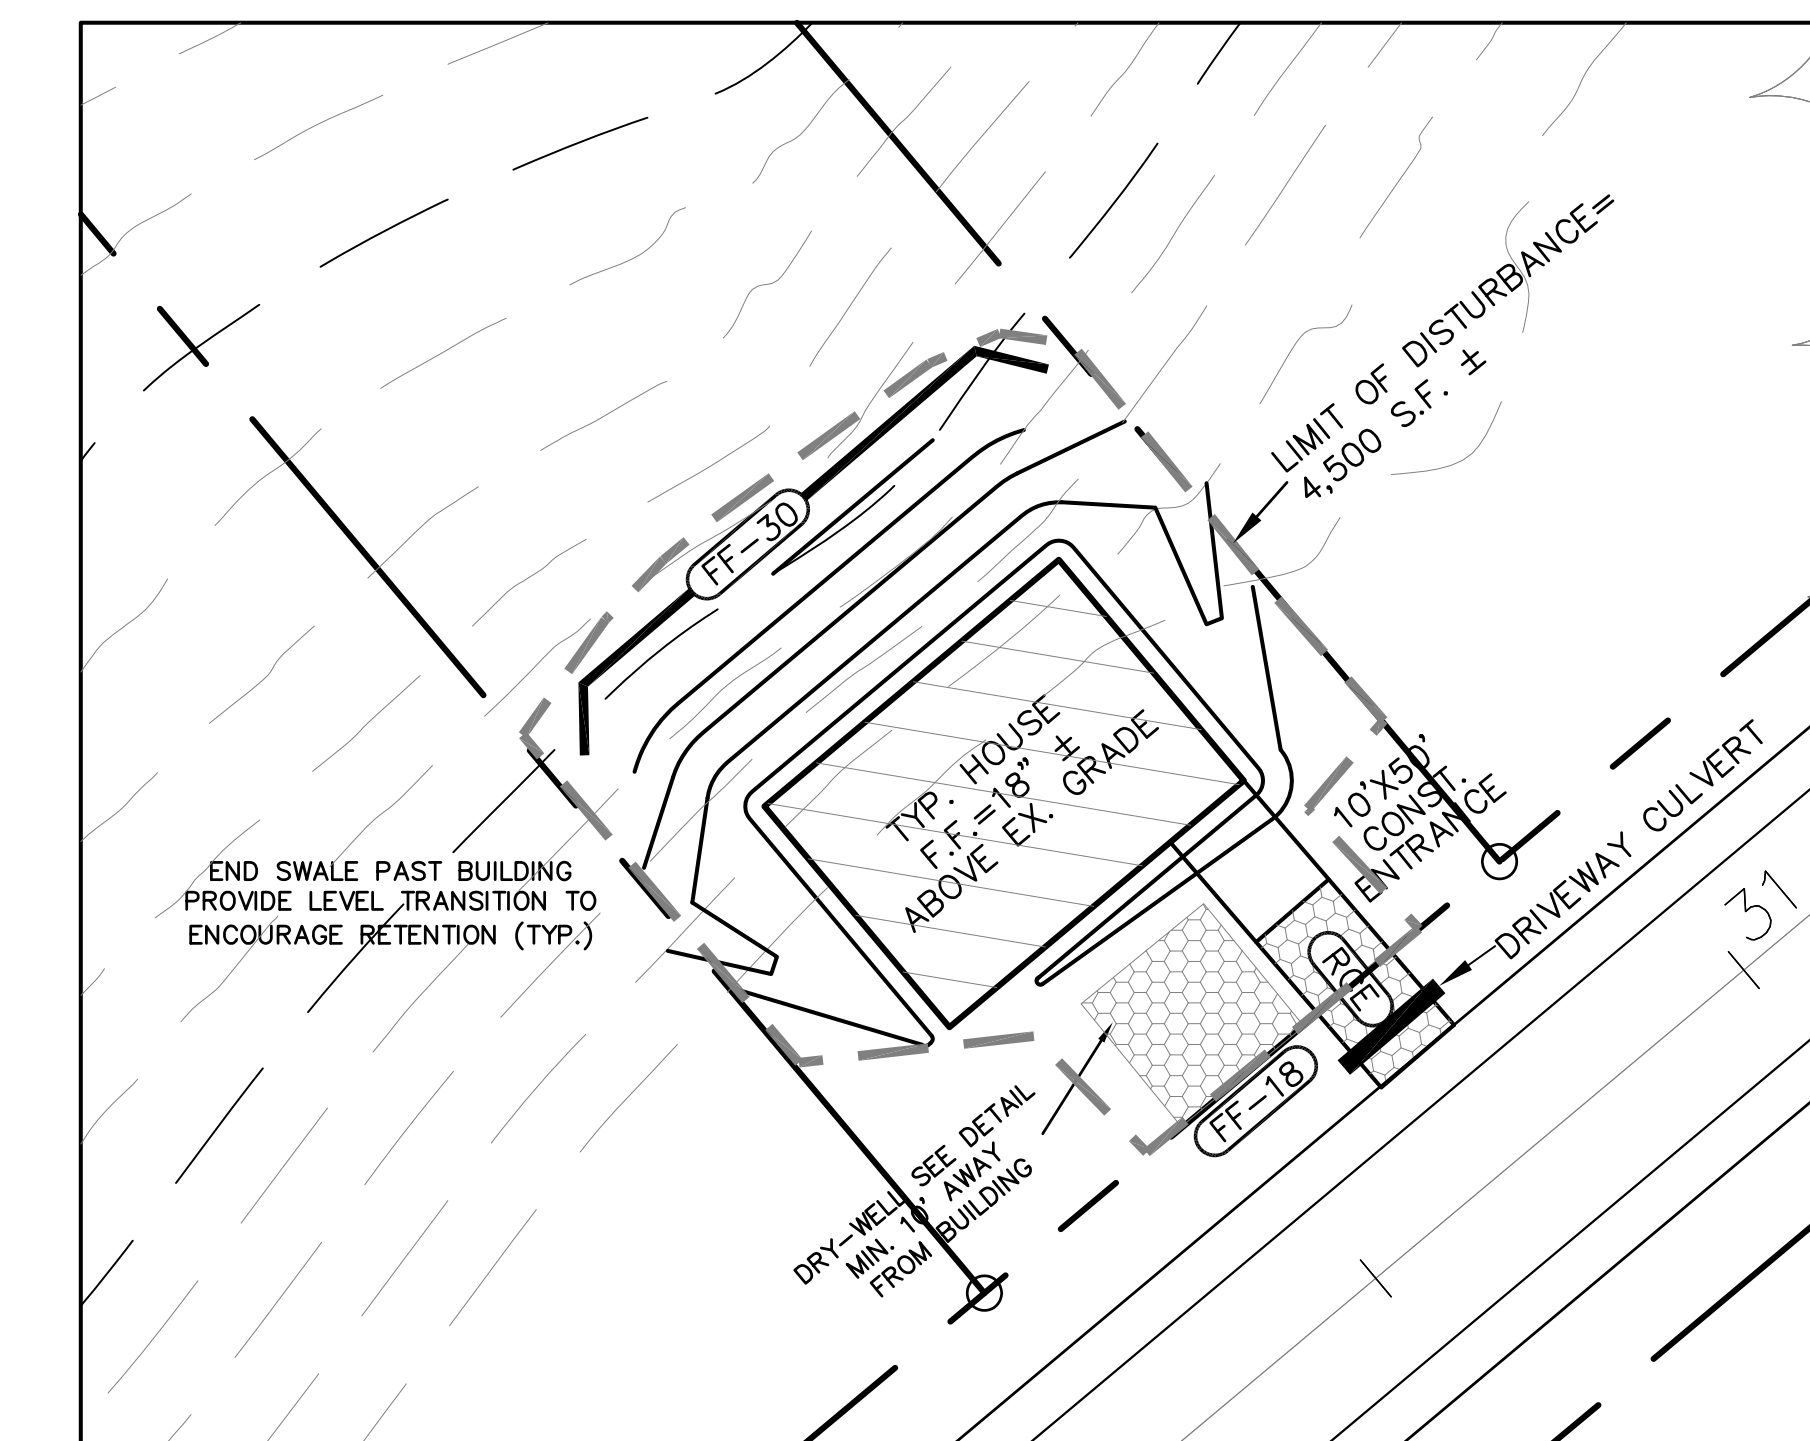 LIMIT OF DISTURBANCE=
4,500 S.F. ±
FF-30
TYP. HOUSE
F.F.=18" ±
ABOVE EX. GRADE
10'X50'
CONST.
ENTRANCE
DRIVEWAY CULVERT
31
END SWALE PAST BUILDING
PROVIDE LEVEL TRANSITION TO
ENCOURAGE RETENTION (TYP.)
RCE
FF-18
DRY-WELL, SEE DETAIL
MIN. 10' AWAY
FROM BUILDING